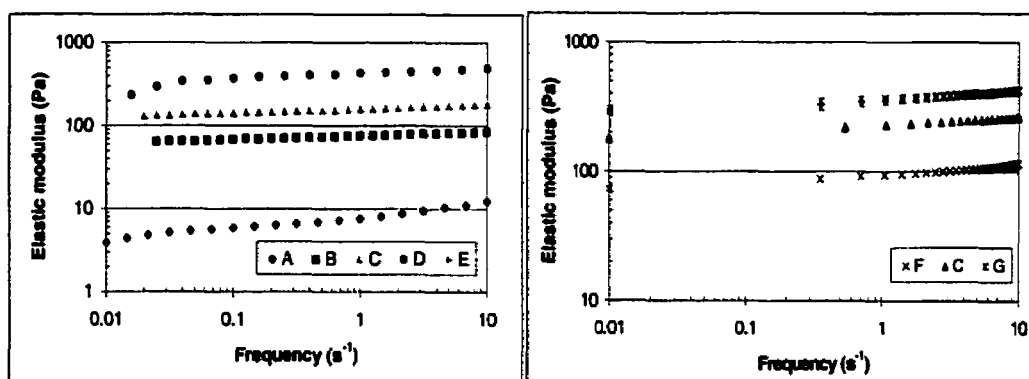 Elastic modulus (Pa)
1000
100
10
1
0.01 0.1 1 10
Frequency (s⁻¹)
A B C D E
Elastic modulus (Pa)
1000
100
10
0.01 0.1 1 10
Frequency (s⁻¹)
F C G